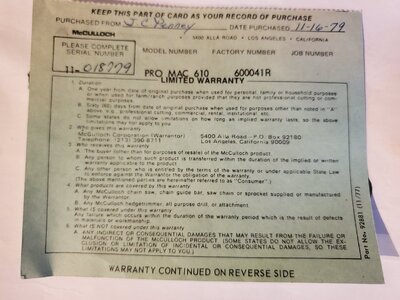 KEEP THIS PART OF CARD AS YOUR RECORD OF PURCHASE
PURCHASED FROM J.C Penney DATE PURCHASED 11-16-79
McCULLOCH 5400 ALLA ROAD • LOS ANGELES • CALIFORNIA
PLEASE COMPLETE SERIAL NUMBER MODEL NUMBER FACTORY NUMBER JOB NUMBER
11-018779 PRO MAC 610 600041R
LIMITED WARRANTY
1. Duration
A. One year from date of original purchase when used for personal, family or household purposes
or when used for farm/ranch purposes provided that they are not professional cutting or com-
mercial purposes.
B. Sixty (60) days from date of original purchase when used for purposes other than noted in "A"
above, e.g. professional cutting, commercial, rental, institutional, etc.
C. Some states do not allow limitations on how long an implied warranty lasts, so the above
limitations may not apply to you.
2. Who gives this warranty
McCulloch Corporation (Warrantor) 5400 Alla Road - P.O. Box 92180
Telephone (213) 390-8711 Los Angeles, California 90009
3. Who receives this warranty
A. The buyer (other than for purposes of resale) of the McCulloch product.
B. Any person to whom such product is transferred within the duration of the implied or written
warranty applicable to the product
C. Any other person who is entitled by the terms of the warranty or under applicable State Law
to enforce against the Warrantor the obligation of the warranty.
(The above mentioned person is hereinafter referred to as "Consumer".)
4. What products are covered by this warranty
A. Any McCulloch chain saw, chain, guide bar, saw chain or sprocket supplied or manufactured
by the Warrantor.
B. Any McCulloch hedgetrimmer, all purpose drill, or attachment.
5. What IS covered under this warranty
Any failure which occurs within the duration of the warranty period which is the result of defects
in materials or workmanship.
6. What IS NOT covered under this warranty
A. ANY INDIRECT OR CONSEQUENTIAL DAMAGES THAT MAY RESULT FROM THE FAILURE OR
MALFUNCTION OF THE McCULLOCH PRODUCT (SOME STATES DO NOT ALLOW THE EX-
CLUSION OR LIMITATION OF INCIDENTAL OR CONSEQUENTIAL DAMAGES, SO THESE
LIMITATIONS MAY NOT APPLY TO YOU.)
WARRANTY CONTINUED ON REVERSE SIDE
Part No. 92881 (11/77)